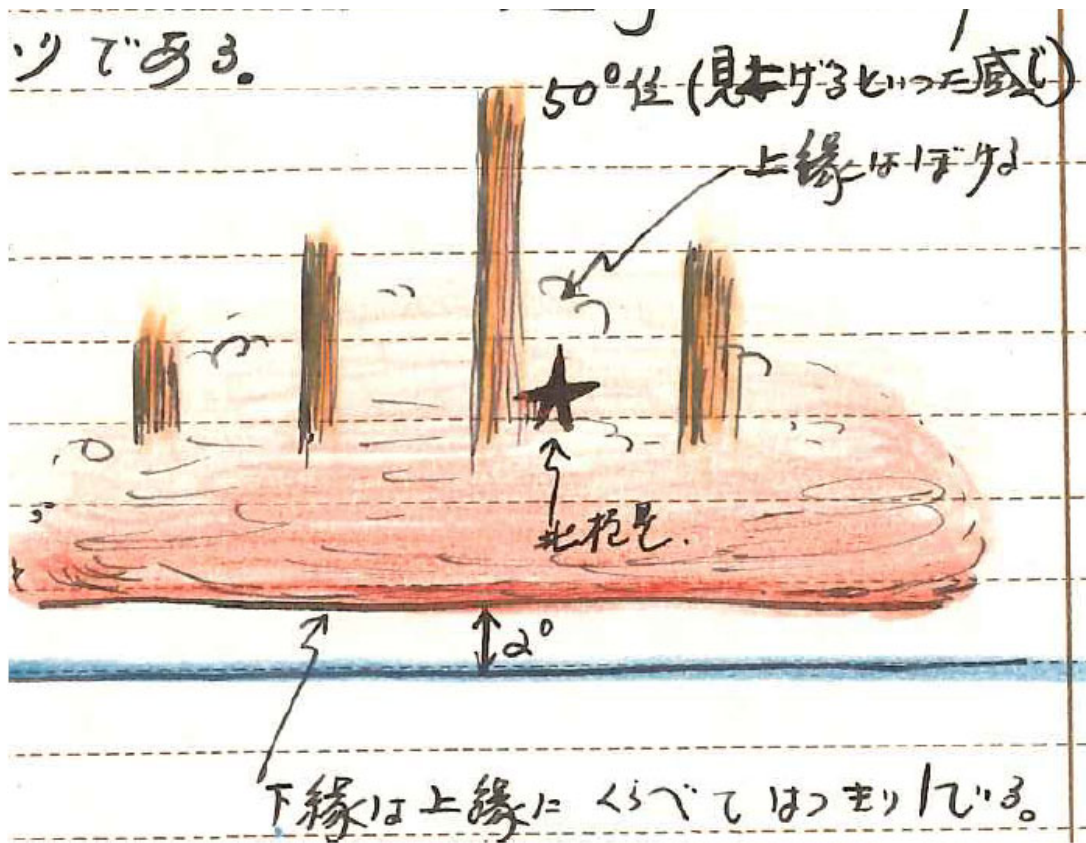 ソリである。
50°位(見上げるといった感じ)
上縁はぼける
北極星.
2°
下縁は上縁にくらべてはっきりしている。